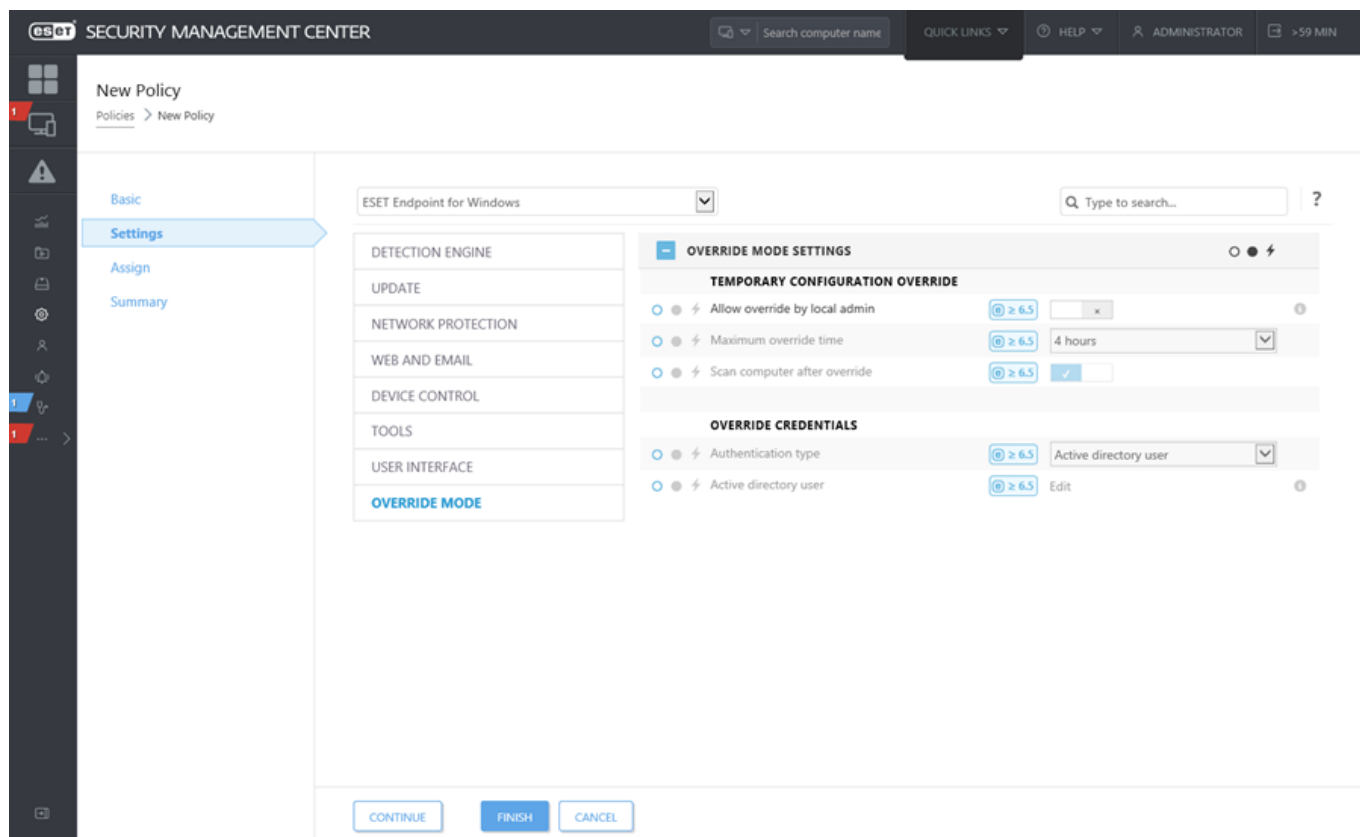 eset SECURITY MANAGEMENT CENTER Search computer name QUICK LINKS HELP ADMINISTRATOR >59 MIN
New Policy
Policies > New Policy
1
1
1
...
Basic
Settings
Assign
Summary
ESET Endpoint for Windows
Type to search... ?
DETECTION ENGINE
UPDATE
NETWORK PROTECTION
WEB AND EMAIL
DEVICE CONTROL
TOOLS
USER INTERFACE
OVERRIDE MODE
OVERRIDE MODE SETTINGS
TEMPORARY CONFIGURATION OVERRIDE
Allow override by local admin ≥ 6.5
Maximum override time ≥ 6.5 4 hours
Scan computer after override ≥ 6.5
OVERRIDE CREDENTIALS
Authentication type ≥ 6.5 Active directory user
Active directory user ≥ 6.5 Edit
CONTINUE FINISH CANCEL